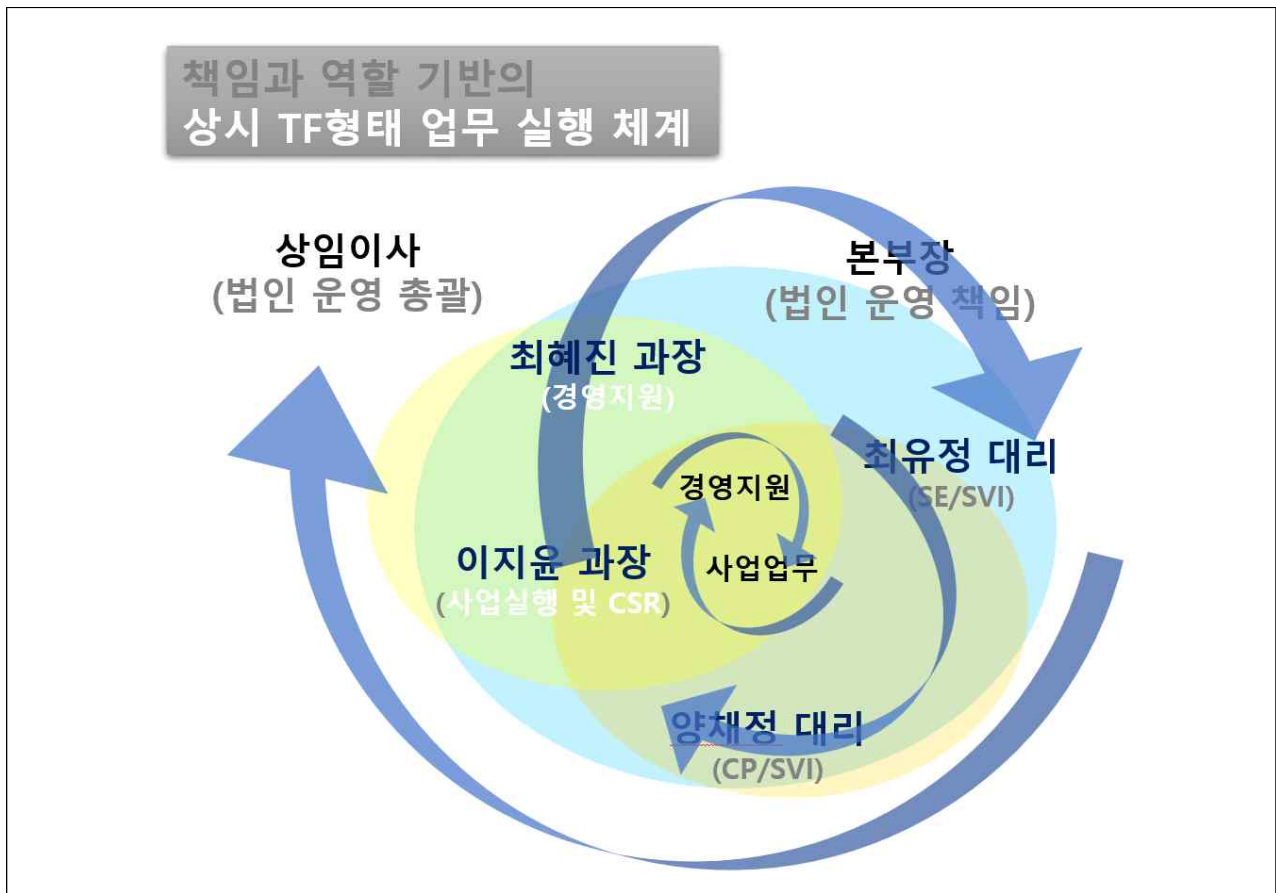 책임과 역할 기반의
상시 TF형태 업무 실행 체계
상임이사
(법인 운영 총괄)
본부장
(법인 운영 책임)
최혜진 과장
(경영지원)
최유정 대리
(SE/SVI)
경영지원
사업업무
이지윤 과장
(사업실행 및 CSR)
양채정 대리
(CP/SVI)